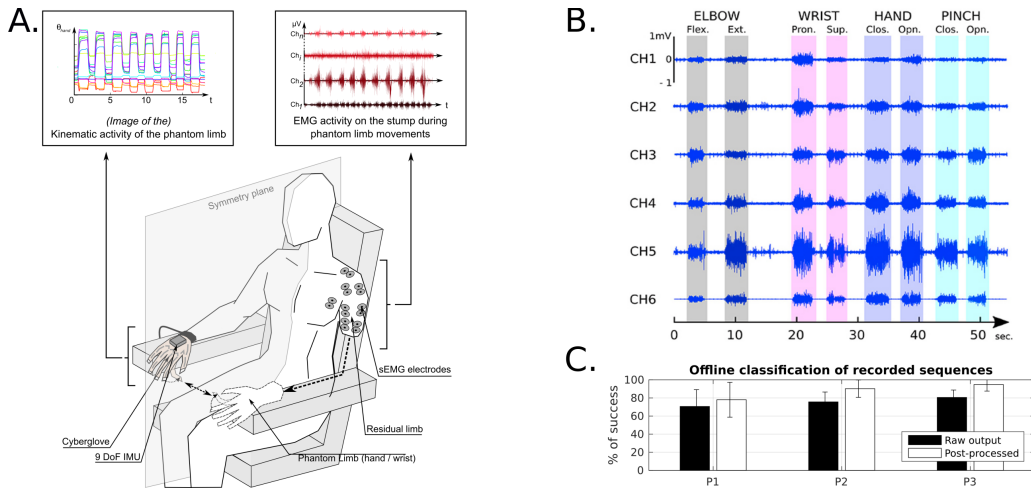 A.
θhand
0 5 10 15 t
(Image of the)
Kinematic activity of the phantom limb
μV
Chn
Chi
Ch2
Ch1
t
EMG activity on the stump during
phantom limb movements
Symmetry plane
sEMG electrodes
Residual limb
Cyberglove
9 DoF IMU
Phantom Limb (hand / wrist)
B.
ELBOW WRIST HAND PINCH
Flex. Ext. Pron. Sup. Clos. Opn. Clos. Opn.
1mV
CH1 0
- 1
CH2
CH3
CH4
CH5
CH6
0 10 20 30 40 50 sec.
C.
Offline classification of recorded sequences
% of success
100
80
60
40
20
0
Raw output
Post-processed
P1 P2 P3